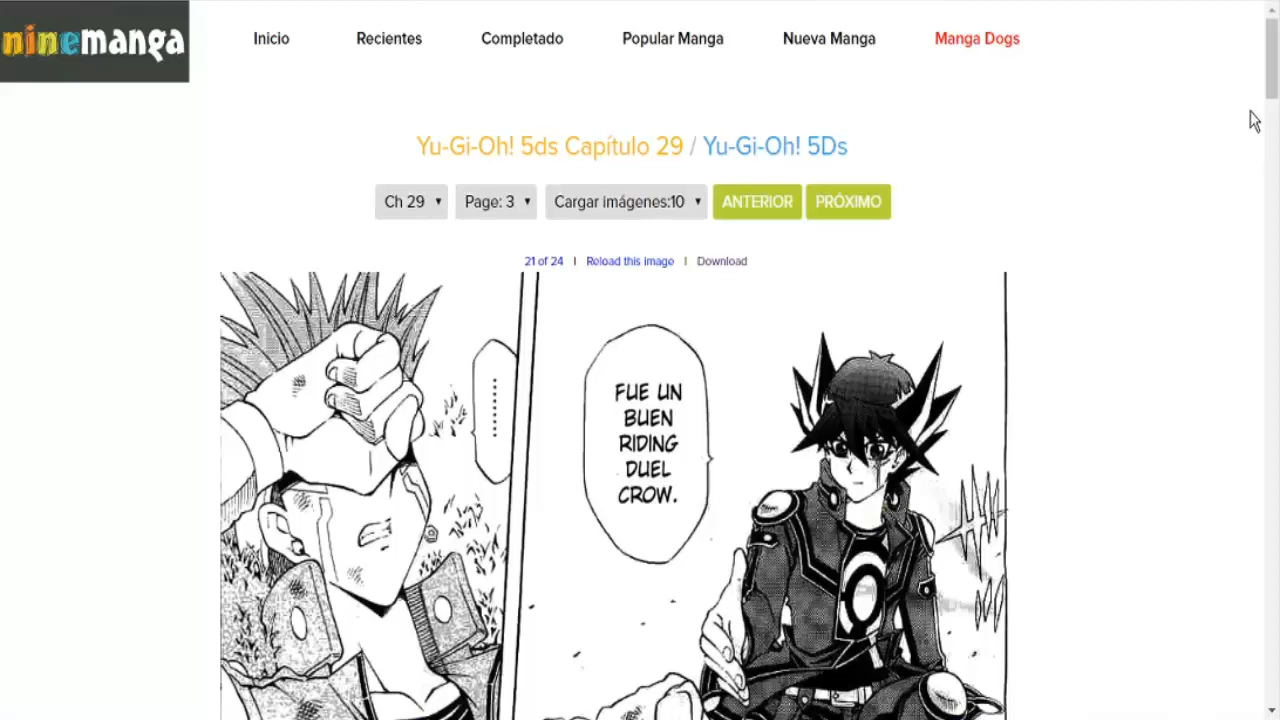 ninemanga
Inicio
Recientes
Completado
Popular Manga
Nueva Manga
Manga Dogs
Yu-Gi-Oh! 5ds Capítulo 29 / Yu-Gi-Oh! 5Ds
Ch 29
Page: 3
Cargar imágenes:10
ANTERIOR
PRÓXIMO
21 of 24 | Reload this image | Download
.........
FUE UN
BUEN
RIDING
DUEL
CROW.